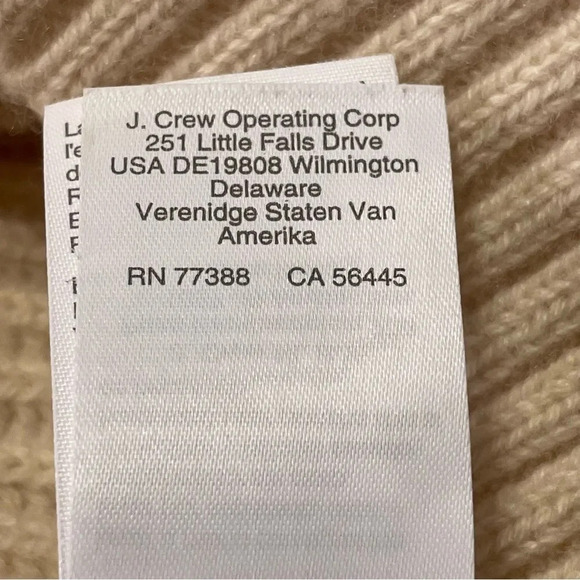 J. Crew Operating Corp
251 Little Falls Drive
USA DE19808 Wilmington
Delaware
Verenidge Staten Van
Amerika
RN 77388 CA 56445